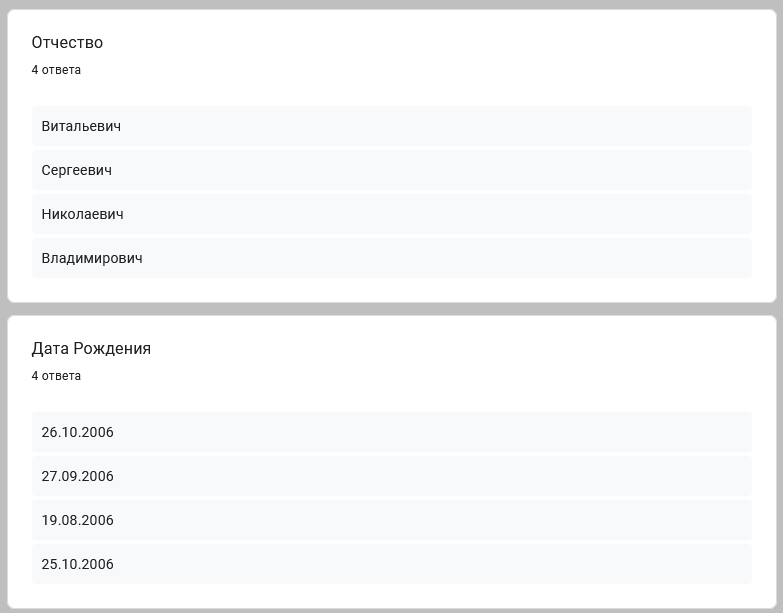 Отчество
4 ответа
Витальевич
Сергеевич
Николаевич
Владимирович
Дата Рождения
4 ответа
26.10.2006
27.09.2006
19.08.2006
25.10.2006